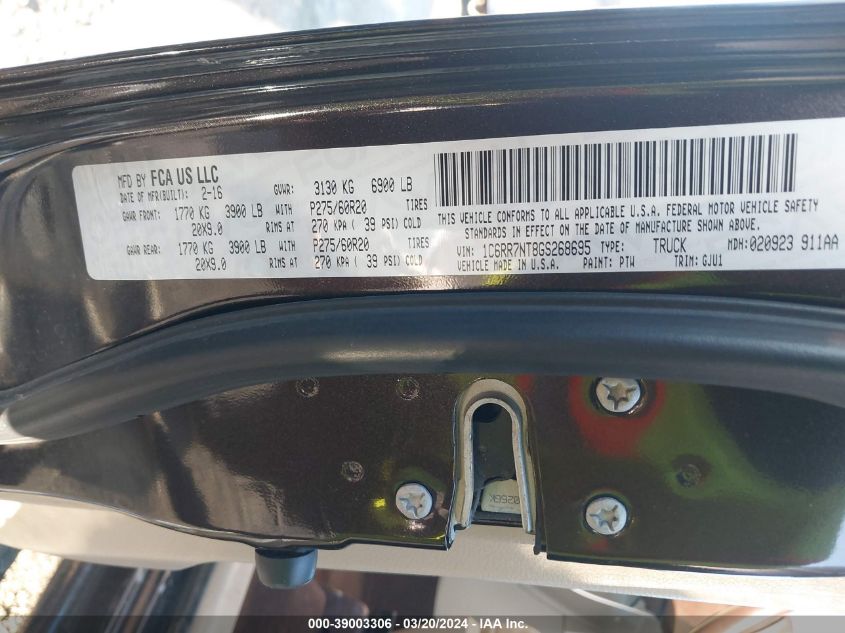 MFD BY FCA US LLC
DATE OF MFR(BUILT): 2-16 GVWR: 3130 KG 6900 LB
GAWR FRONT: 1770 KG 3900 LB WITH P275/60R20 TIRES
20X9.0 RIMS AT 270 KPA ( 39 PSI) COLD
GAWR REAR: 1770 KG 3900 LB WITH P275/60R20 TIRES
20X9.0 RIMS AT 270 KPA ( 39 PSI) COLD
THIS VEHICLE CONFORMS TO ALL APPLICABLE U.S.A. FEDERAL MOTOR VEHICLE SAFETY
STANDARDS IN EFFECT ON THE DATE OF MANUFACTURE SHOWN ABOVE.
VIN: 1C6RR7NT8GS268695 TYPE: TRUCK MDH:020923 911AA
VEHICLE MADE IN U.S.A. PAINT: PTW TRIM: GJU1
000-39003306 / 03/20/2024 - IAA Inc.